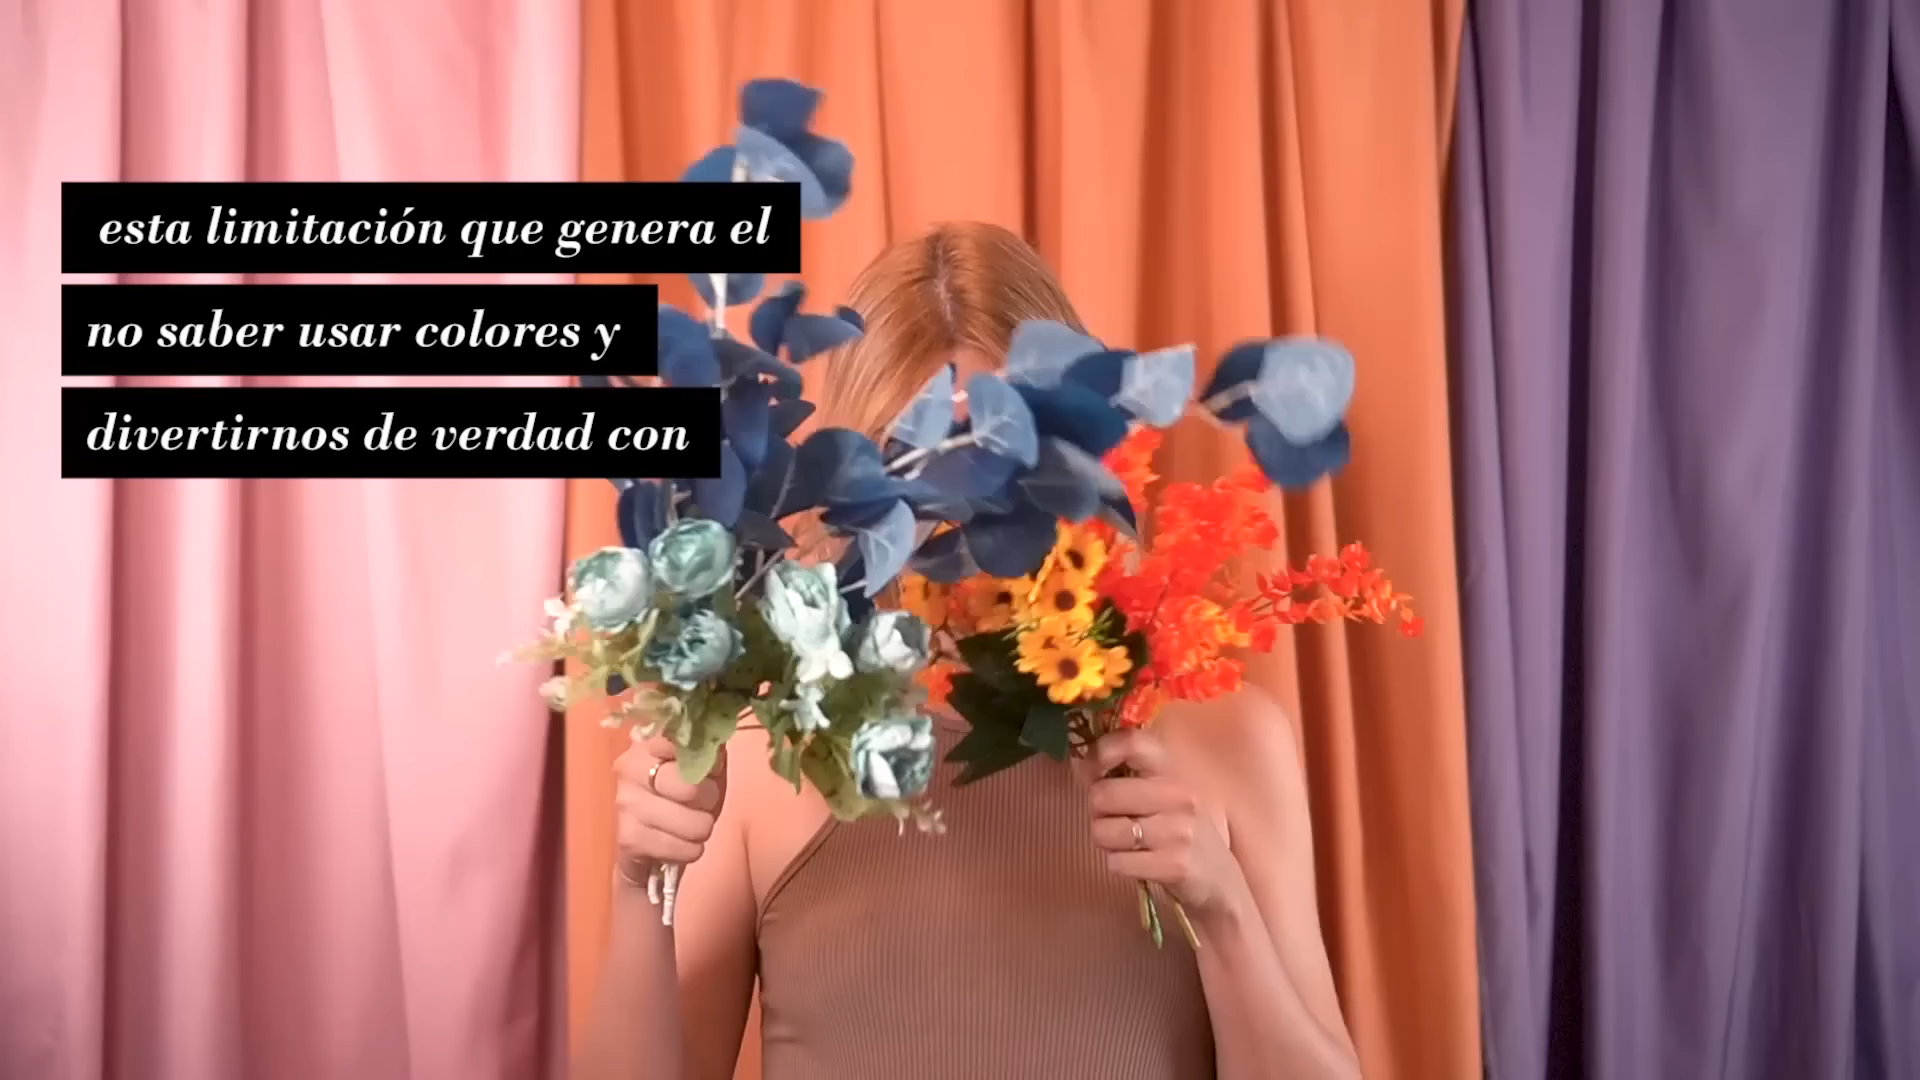 esta limitación que genera el
no saber usar colores y
divertirnos de verdad con